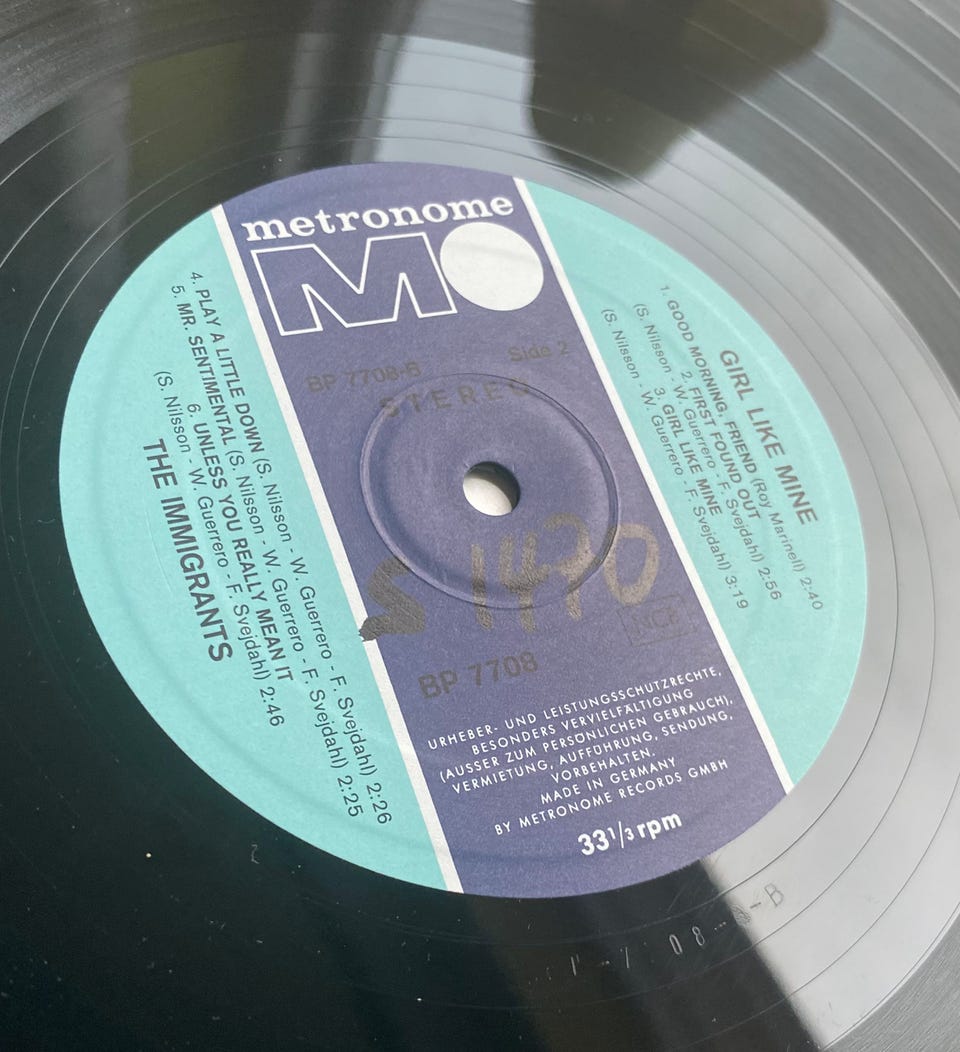 metronome
MO
BP 7708-B
Side 2
STEREO
S 1470
NCB
BP 7708
URHEBER- UND LEISTUNGSSCHUTZRECHTE,
BESONDERS VERVIELFÄLTIGUNG
(AUSSER ZUM PERSÖNLICHEN GEBRAUCH),
VERMIETUNG, AUFFÜHRUNG, SENDUNG,
VORBEHALTEN.
MADE IN GERMANY
BY METRONOME RECORDS GMBH
33 1/3 rpm
GIRL LIKE MINE
1. GOOD MORNING, FRIEND (Roy Marinell) 2:40
2. FIRST FOUND OUT
(S. Nilsson - W. Guerrero - F. Svejdahl) 2:56
3. GIRL LIKE MINE
(S. Nilsson - W. Guerrero - F. Svejdahl) 3:19
4. PLAY A LITTLE DOWN (S. Nilsson - W. Guerrero - F. Svejdahl) 2:26
5. MR. SENTIMENTAL (S. Nilsson - W. Guerrero - F. Svejdahl) 2:25
6. UNLESS YOU REALLY MEAN IT
(S. Nilsson - W. Guerrero - F. Svejdahl) 2:46
THE IMMIGRANTS